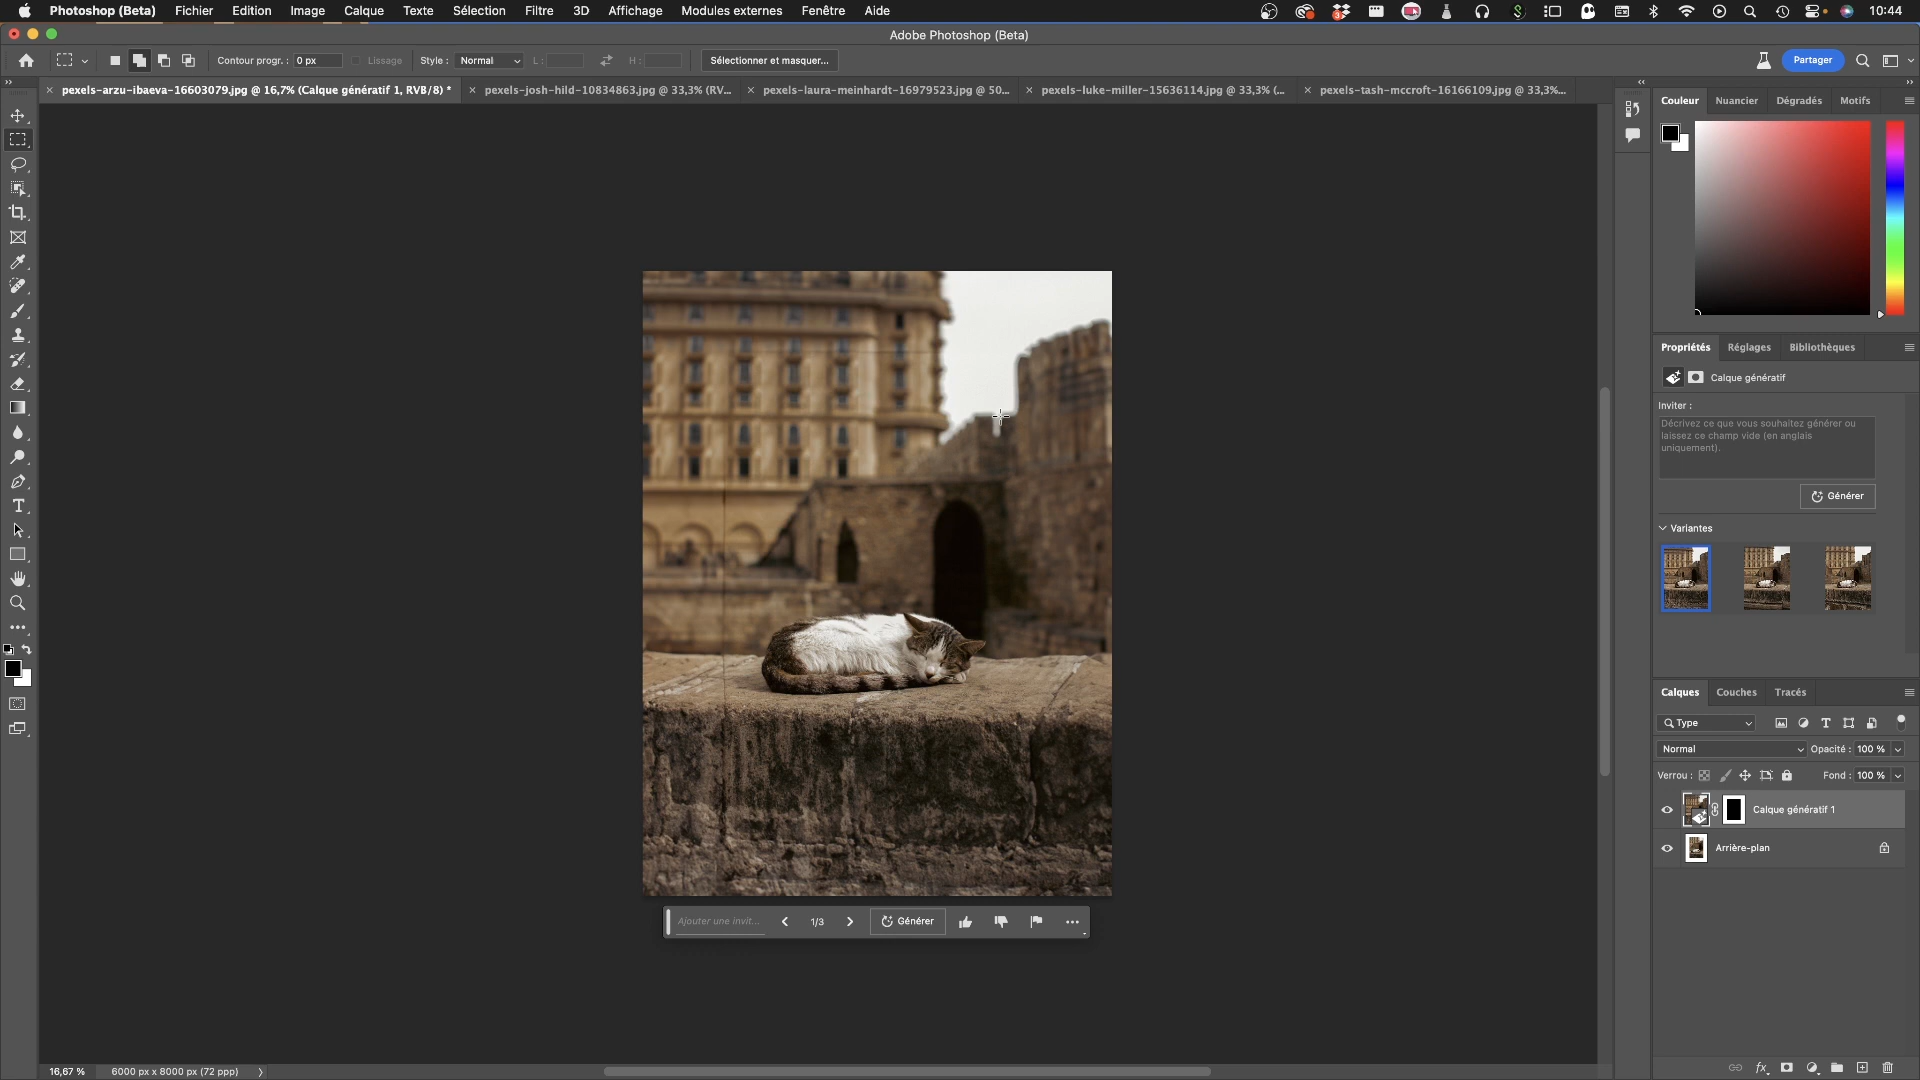 Photoshop (Beta) Fichier Edition Image Calque Texte Sélection Filtre 3D Affichage Modules externes Fenêtre Aide 10:44
Adobe Photoshop (Beta)
Contour progr. : 0 px Lissage Style : Normal L : H : Sélectionner et masquer... Partager
pexels-arzu-ibaeva-16603079.jpg @ 16,7% (Calque génératif 1, RVB/8) * pexels-josh-hild-10834863.jpg @ 33,3% (RV... pexels-laura-meinhardt-16979523.jpg @ 50... pexels-luke-miller-15636114.jpg @ 33,3% (... pexels-tash-mccroft-16166109.jpg @ 33,3%...
Couleur Nuancier Dégradés Motifs
Propriétés Réglages Bibliothèques
Calque génératif
Inviter :
Décrivez ce que vous souhaitez générer ou
laissez ce champ vide (en anglais
uniquement).
Générer
Variantes
Calques Couches Tracés
Type
Normal Opacité : 100 %
Verrou : Fond : 100 %
Calque génératif 1
Arrière-plan
Ajouter une invit... 1/3 Générer
16,67 % 6000 px x 8000 px (72 ppp)
fx